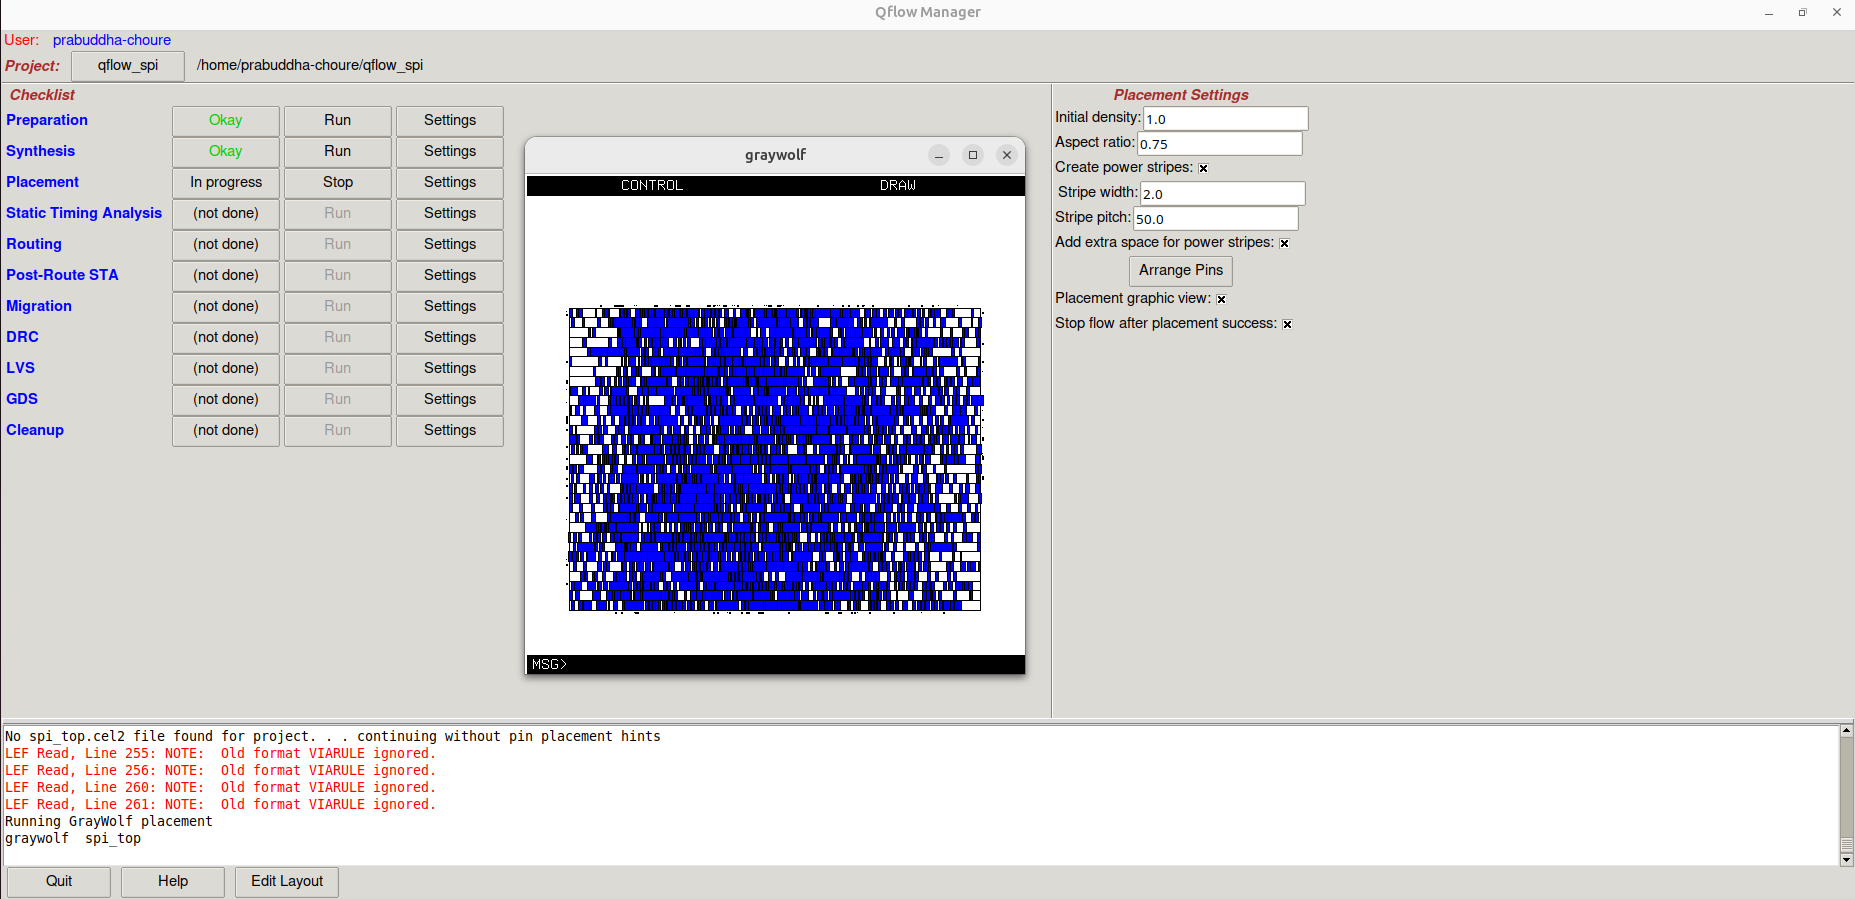 Qflow Manager
User: prabuddha-choure
Project: qflow_spi /home/prabuddha-choure/qflow_spi
Checklist
Preparation Okay Run Settings
Synthesis Okay Run Settings
Placement In progress Stop Settings
Static Timing Analysis (not done) Run Settings
Routing (not done) Run Settings
Post-Route STA (not done) Run Settings
Migration (not done) Run Settings
DRC (not done) Run Settings
LVS (not done) Run Settings
GDS (not done) Run Settings
Cleanup (not done) Run Settings
graywolf
CONTROL DRAW
MSG>
Placement Settings
Initial density: 1.0
Aspect ratio: 0.75
Create power stripes:
Stripe width: 2.0
Stripe pitch: 50.0
Add extra space for power stripes:
Arrange Pins
Placement graphic view:
Stop flow after placement success:
No spi_top.cel2 file found for project. . . continuing without pin placement hints
LEF Read, Line 255: NOTE:  Old format VIARULE ignored.
LEF Read, Line 256: NOTE:  Old format VIARULE ignored.
LEF Read, Line 260: NOTE:  Old format VIARULE ignored.
LEF Read, Line 261: NOTE:  Old format VIARULE ignored.
Running GrayWolf placement
graywolf  spi_top
Quit Help Edit Layout